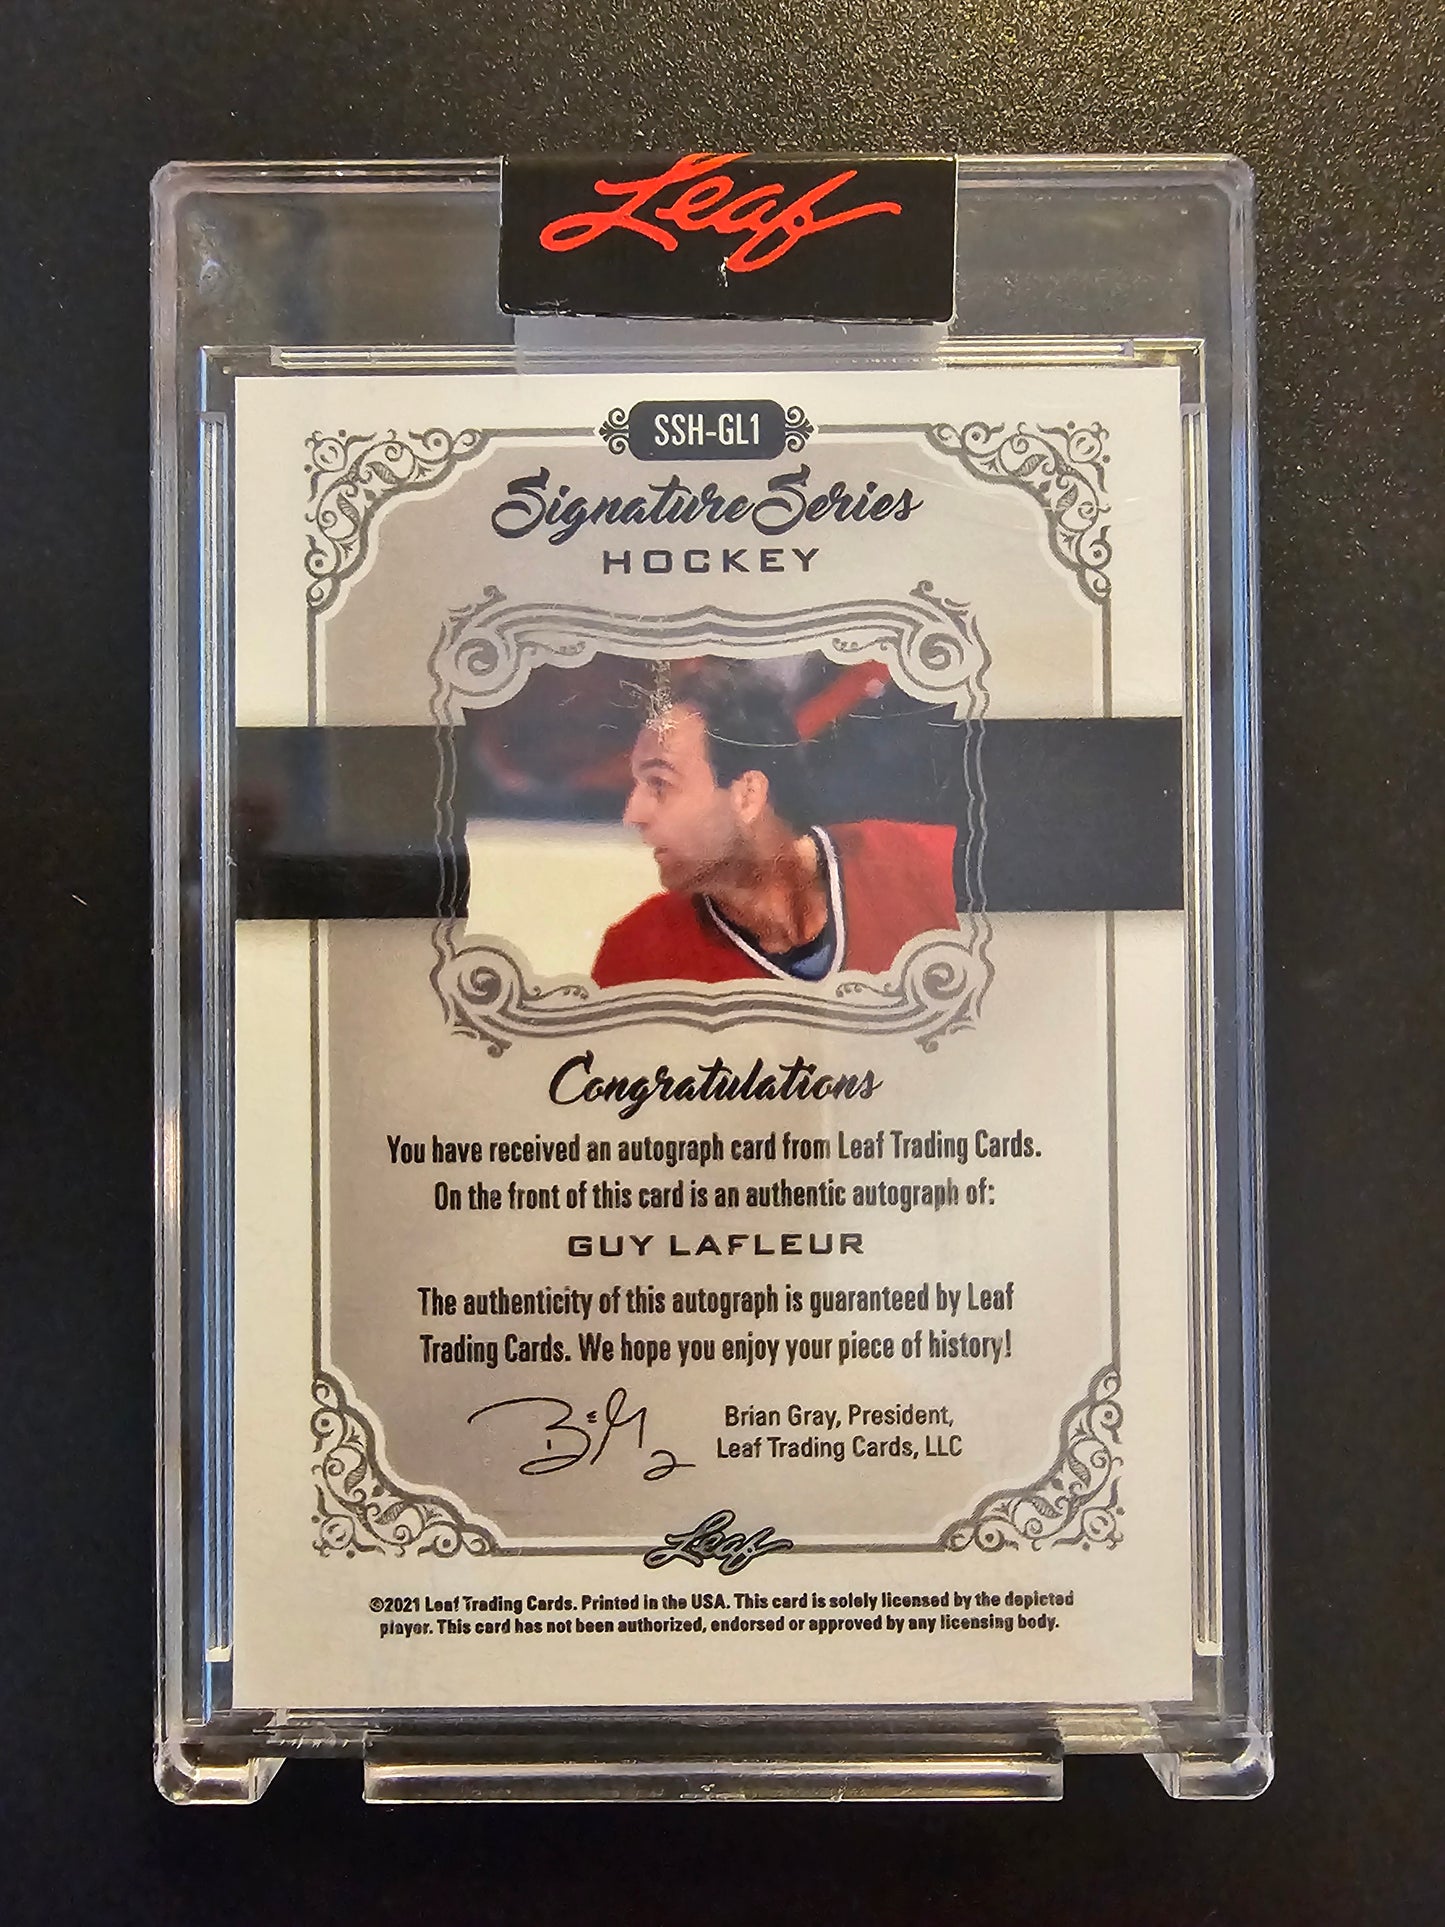 Leaf
SSH-GL1
Signature Series
HOCKEY
Congratulations
You have received an autograph card from Leaf Trading Cards.
On the front of this card is an authentic autograph of:
GUY LAFLEUR
The authenticity of this autograph is guaranteed by Leaf
Trading Cards. We hope you enjoy your piece of history!
Brian Gray, President,
Leaf Trading Cards, LLC
Leaf
©2021 Leaf Trading Cards. Printed in the USA. This card is solely licensed by the depicted
player. This card has not been authorized, endorsed or approved by any licensing body.